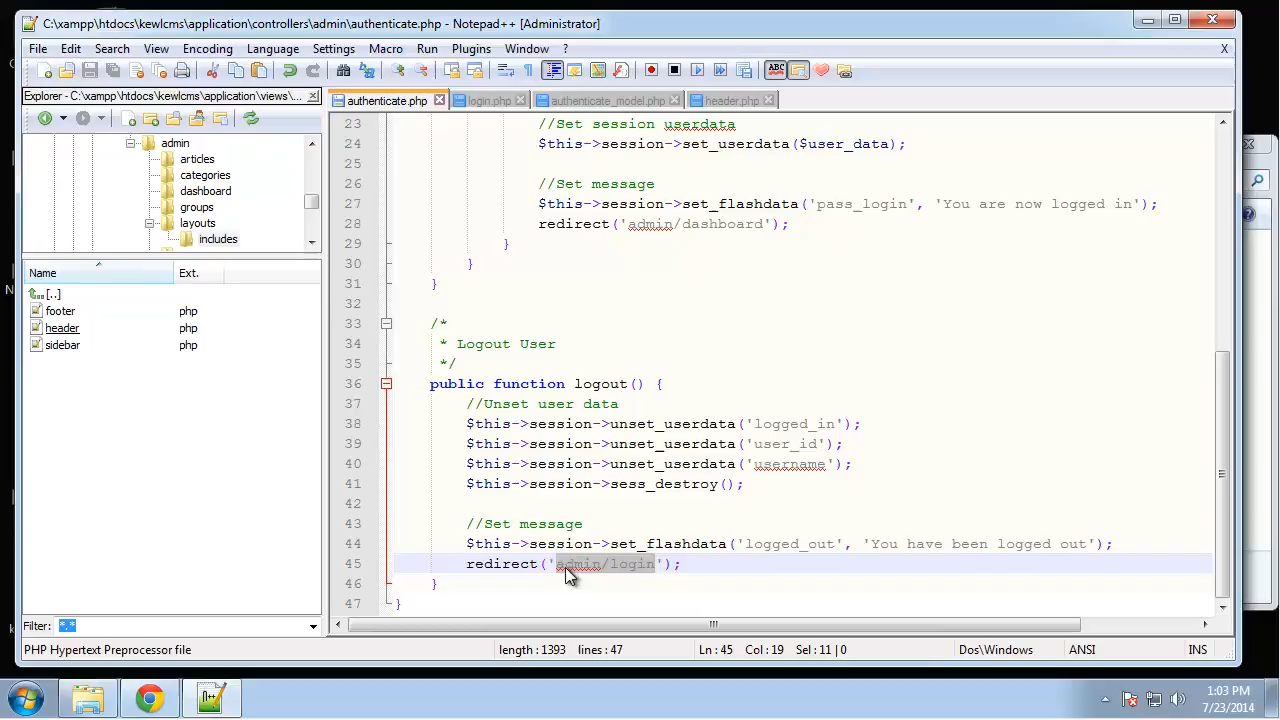 C:\xampp\htdocs\kewlcms\application\controllers\admin\authenticate.php - Notepad++ [Administrator]
File Edit Search View Encoding Language Settings Macro Run Plugins Window ? X
ABC
Explorer - C:\xampp\htdocs\kewlcms\application\views\...
authenticate.php login.php authenticate_model.php header.php
admin
articles
categories
dashboard
groups
layouts
includes
Name Ext.
[..]
footer php
header php
sidebar php
Filter: *.*
23 //Set session userdata
24 $this->session->set_userdata($user_data);
25
26 //Set message
27 $this->session->set_flashdata('pass_login', 'You are now logged in');
28 redirect('admin/dashboard');
29 }
30 }
31 }
32
33 /*
34 * Logout User
35 */
36 public function logout() {
37 //Unset user data
38 $this->session->unset_userdata('logged_in');
39 $this->session->unset_userdata('user_id');
40 $this->session->unset_userdata('username');
41 $this->session->sess_destroy();
42
43 //Set message
44 $this->session->set_flashdata('logged_out', 'You have been logged out');
45 redirect('admin/login');
46 }
47 }
PHP Hypertext Preprocessor file length : 1393 lines : 47 Ln : 45 Col : 19 Sel : 11 | 0 Dos\Windows ANSI INS
1:03 PM
7/23/2014